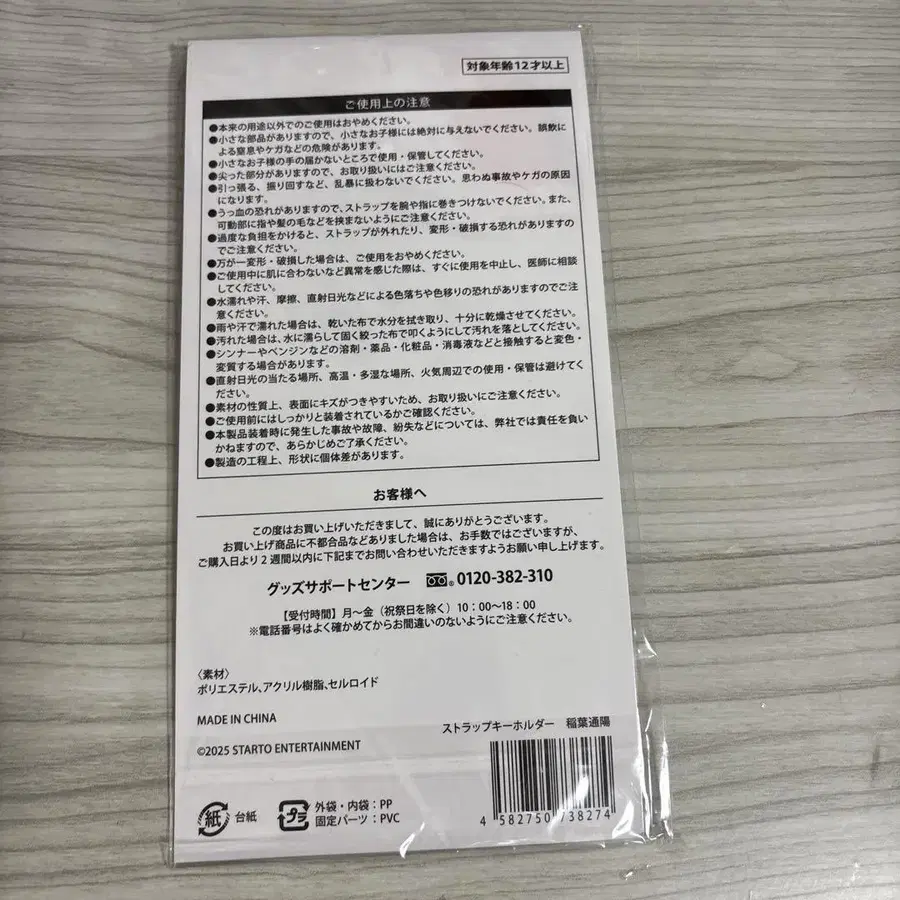 対象年齢12才以上
ご使用上の注意
●本来の用途以外でのご使用はおやめください。
●小さな部品がありますので、小さなお子様には絶対に与えないでください。誤飲に
よる窒息やケガなどの危険があります。
●小さなお子様の手の届かないところで使用・保管してください。
●尖った部分がありますので、お取り扱いにはご注意ください。
●引っ張る、振り回すなど、乱暴に扱わないでください。思わぬ事故やケガの原因
になります。
●うっ血の恐れがありますので、ストラップを腕や指に巻きつけないでください。また、
可動部に指や髪の毛などを挟まないようにご注意ください。
●過度な負担をかけると、ストラップが外れたり、変形・破損する恐れがありますの
でご注意ください。
●万が一変形・破損した場合は、ご使用をおやめください。
●ご使用中に肌に合わないなど異常を感じた際は、すぐに使用を中止し、医師に相談
してください。
●水濡れや汗、摩擦、直射日光などによる色落ちや色移りの恐れがありますのでご注
意ください。
●雨や汗で濡れた場合は、乾いた布で水分を拭き取り、十分に乾燥させてください。
●汚れた場合は、水に濡らして固く絞った布で叩くようにして汚れを落としてください。
●シンナーやベンジンなどの溶剤・薬品・化粧品・消毒液などと接触すると変色・
変質する場合があります。
●直射日光の当たる場所、高温・多湿な場所、火気周辺での使用・保管は避けてく
ださい。
●素材の性質上、表面にキズがつきやすいため、お取り扱いにご注意ください。
●ご使用前にはしっかりと装着されているかご確認ください。
●本製品装着時に発生した事故や故障、紛失などについては、弊社では責任を負い
かねますので、あらかじめご了承ください。
●製造の工程上、形状に個体差があります。
お客様へ
この度はお買い上げいただきまして、誠にありがとうございます。
お買い上げ商品に不都合品などありました場合は、お手数ではございますが、
ご購入日より2週間以内に下記までお問い合わせいただきますようお願い申し上げます。
グッズサポートセンター 0120-382-310
【受付時間】月〜金（祝祭日を除く）10：00〜18：00
※電話番号はよく確かめてからお間違いのないようにご注意ください。
〈素材〉
ポリエステル、アクリル樹脂、セルロイド
MADE IN CHINA
ストラップキーホルダー 稲葉通陽
©2025 STARTO ENTERTAINMENT
紙 台紙
プラ 外袋・内袋：PP
固定パーツ：PVC
4 582750 738274